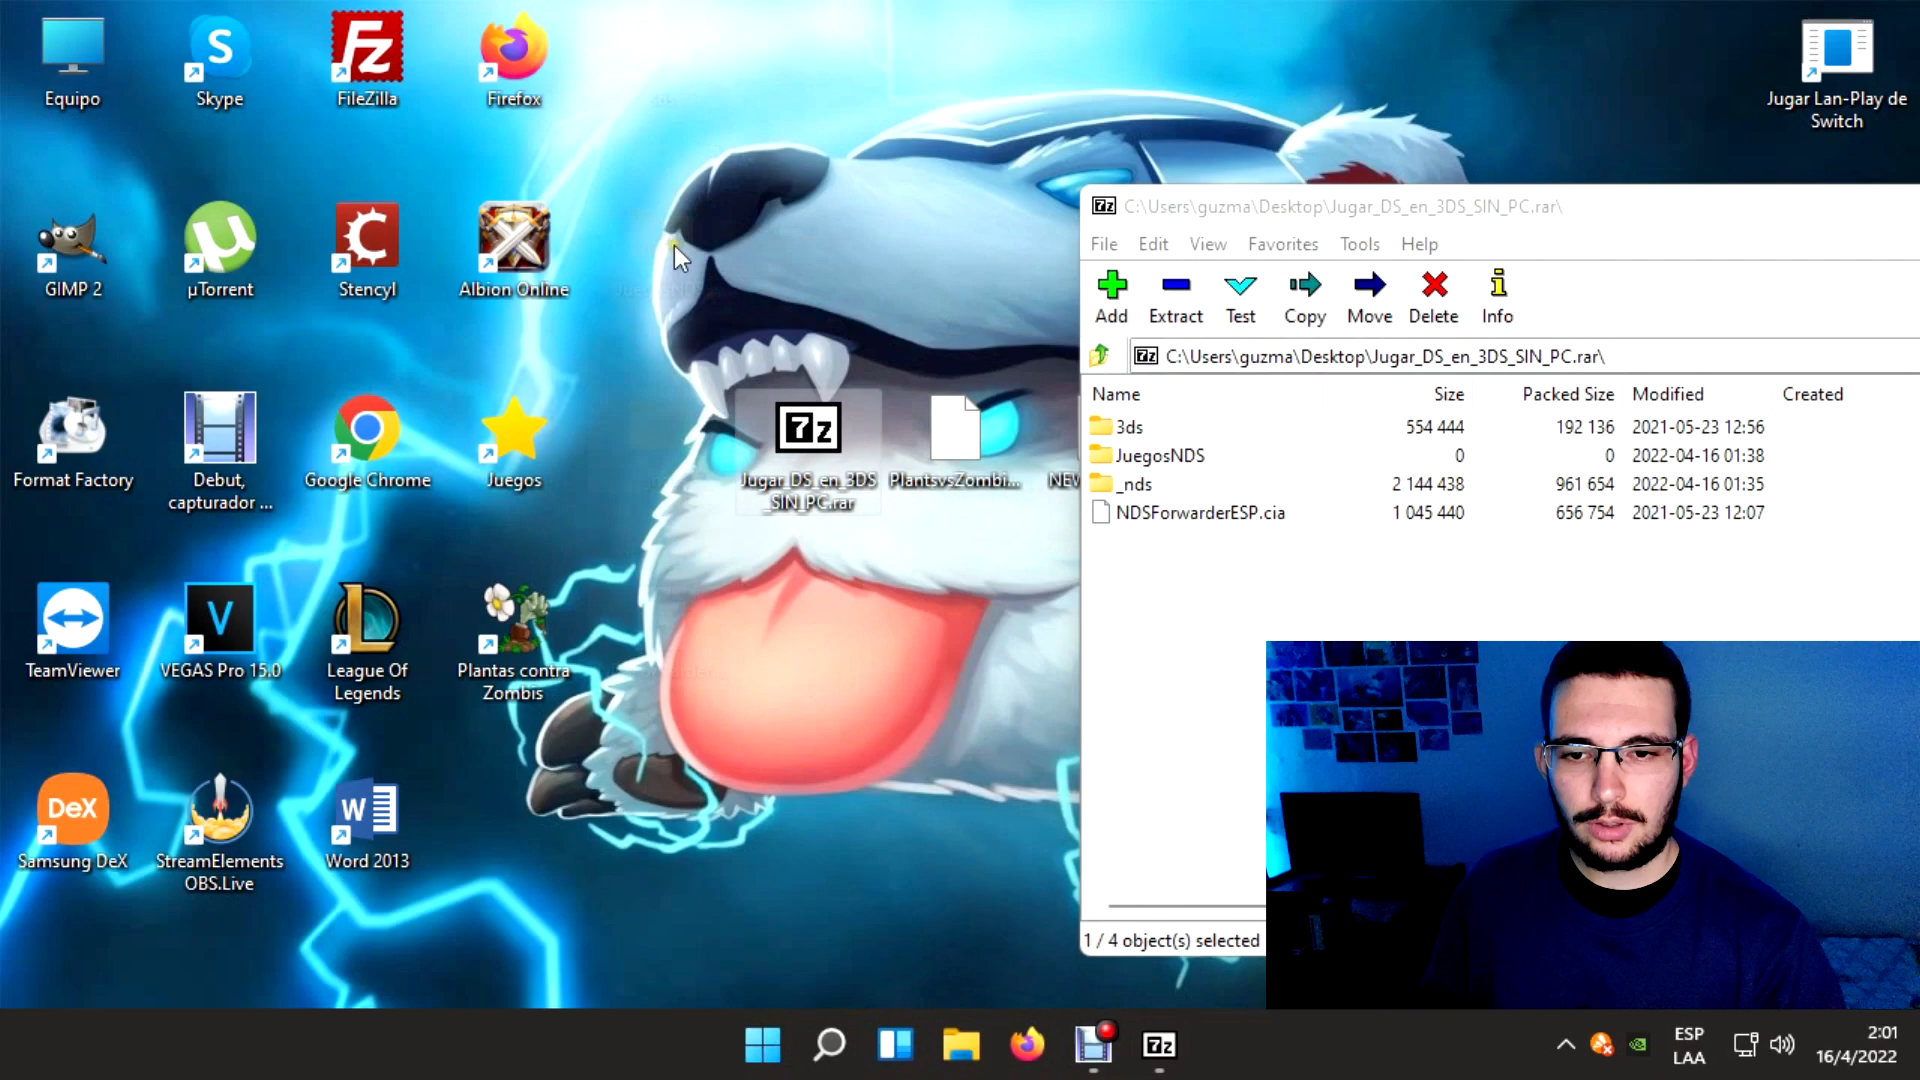 Equipo
Skype
FileZilla
Firefox
Jugar Lan-Play de
Switch
GIMP 2
µTorrent
Stencyl
Albion Online
Format Factory
Debut,
capturador ...
Google Chrome
Juegos
Jugar_DS_en_3DS
_SIN_PC.rar
PlantsvsZombi...
TeamViewer
VEGAS Pro 15.0
League Of
Legends
Plantas contra
Zombis
DeX
Samsung DeX
StreamElements
OBS.Live
Word 2013
7z C:\Users\guzma\Desktop\Jugar_DS_en_3DS_SIN_PC.rar\
File Edit View Favorites Tools Help
Add Extract Test Copy Move Delete Info
7z C:\Users\guzma\Desktop\Jugar_DS_en_3DS_SIN_PC.rar\
Name Size Packed Size Modified Created
3ds 554 444 192 136 2021-05-23 12:56
JuegosNDS 0 0 2022-04-16 01:38
_nds 2 144 438 961 654 2022-04-16 01:35
NDSForwarderESP.cia 1 045 440 656 754 2021-05-23 12:07
1 / 4 object(s) selected
ESP
LAA
2:01
16/4/2022